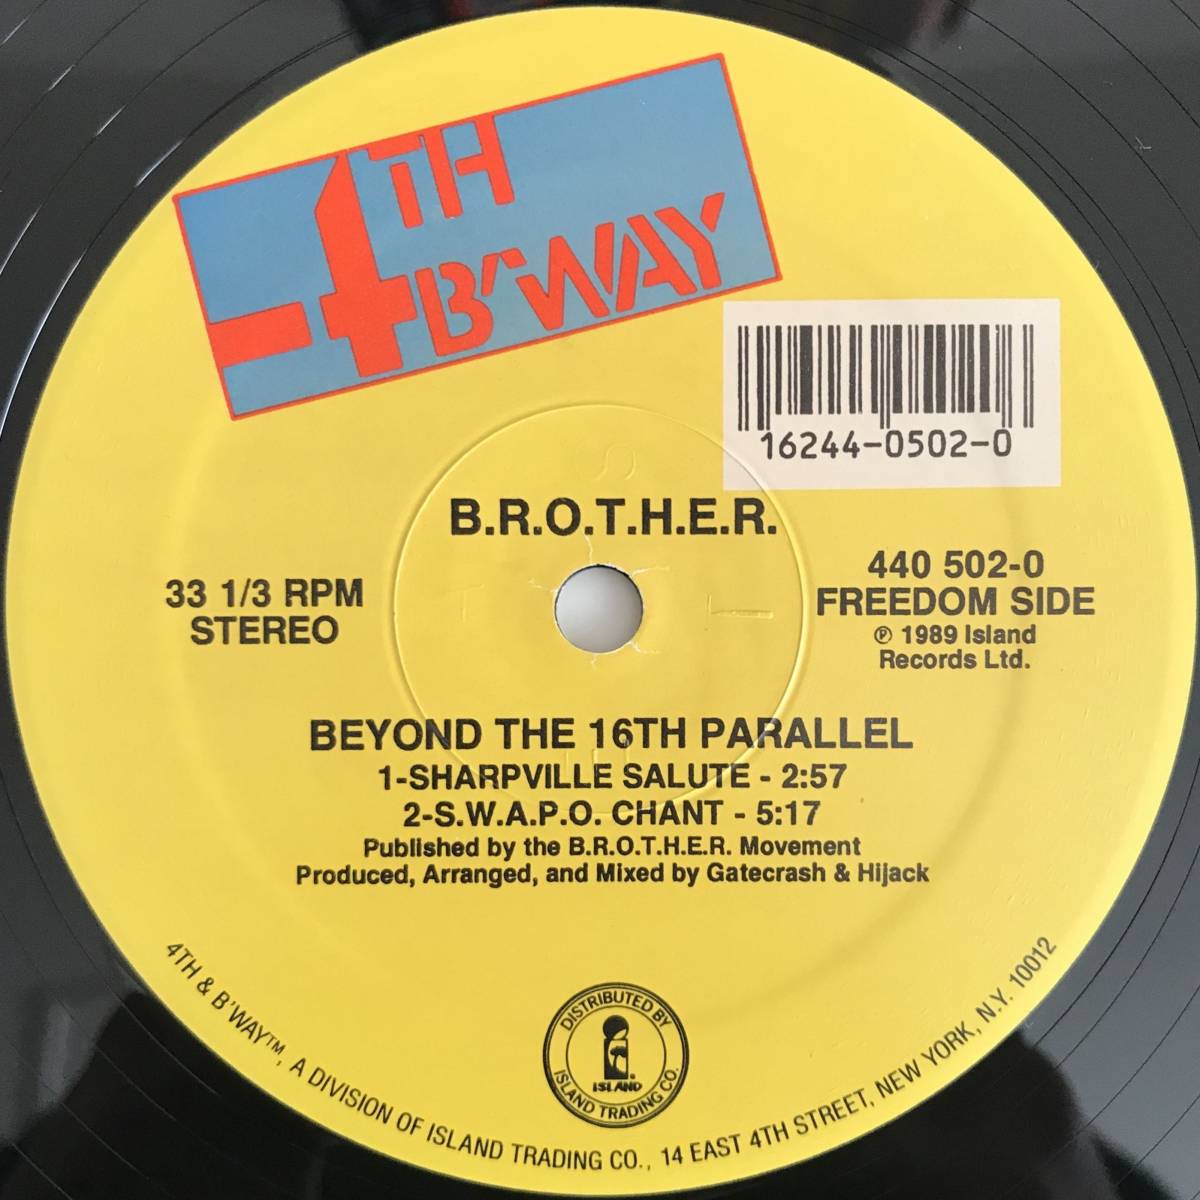 4TH
B'WAY
16244-0502-0
B.R.O.T.H.E.R.
33 1/3 RPM
STEREO
440 502-0
FREEDOM SIDE
℗ 1989 Island
Records Ltd.
BEYOND THE 16TH PARALLEL
1-SHARPVILLE SALUTE - 2:57
2-S.W.A.P.O. CHANT - 5:17
Published by the B.R.O.T.H.E.R. Movement
Produced, Arranged, and Mixed by Gatecrash & Hijack
DISTRIBUTED BY
ISLAND
ISLAND TRADING CO.
4TH & B'WAY™, A DIVISION OF ISLAND TRADING CO., 14 EAST 4TH STREET, NEW YORK, N.Y. 10012